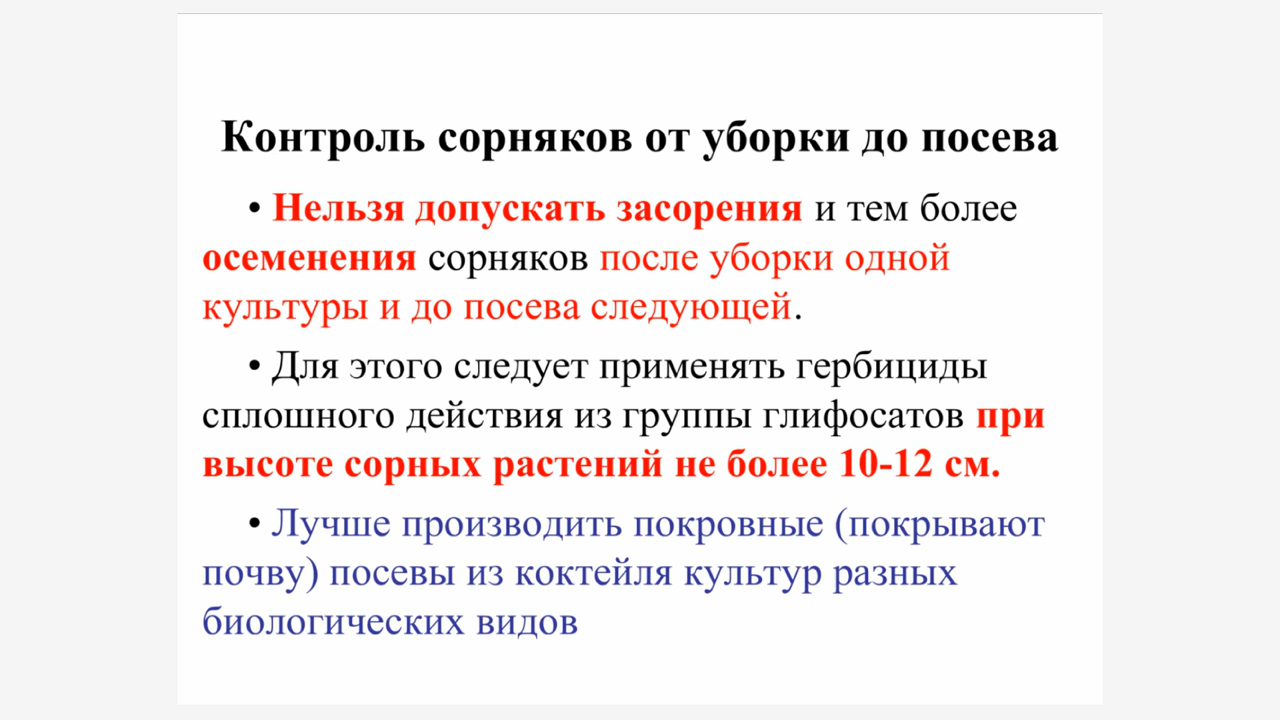 Контроль сорняков от уборки до посева
• Нельзя допускать засорения и тем более
осеменения сорняков после уборки одной
культуры и до посева следующей.
• Для этого следует применять гербициды
сплошного действия из группы глифосатов при
высоте сорных растений не более 10-12 см.
• Лучше производить покровные (покрывают
почву) посевы из коктейля культур разных
биологических видов